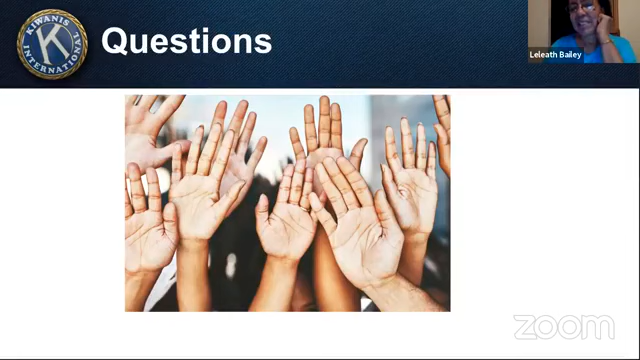 KIWANIS
K
INTERNATIONAL
Questions
Leleath Bailey
zoom